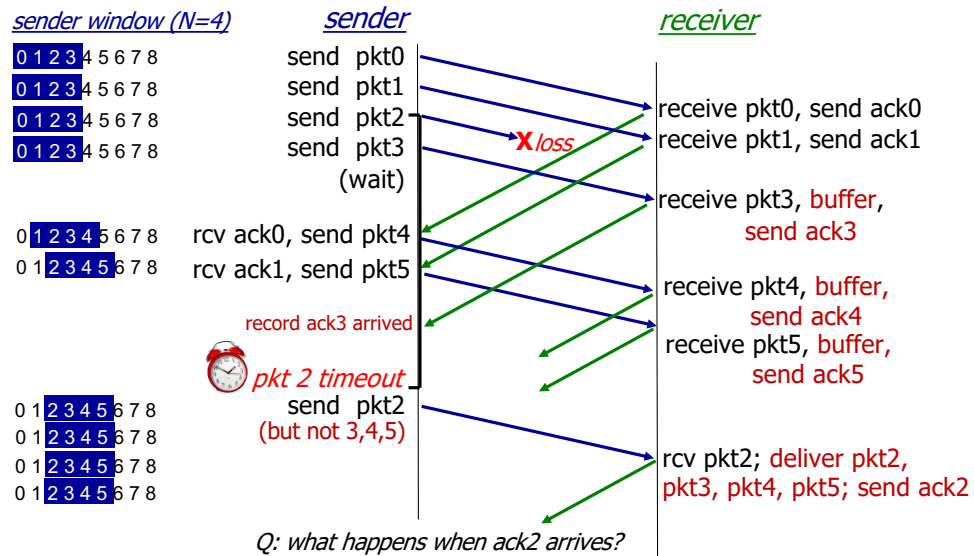 sender window (N=4)
sender
receiver
0 1 2 3 4 5 6 7 8
send pkt0
0 1 2 3 4 5 6 7 8
send pkt1
receive pkt0, send ack0
0 1 2 3 4 5 6 7 8
send pkt2
X loss
receive pkt1, send ack1
0 1 2 3 4 5 6 7 8
send pkt3
(wait)
receive pkt3, buffer,
send ack3
0 1 2 3 4 5 6 7 8
rcv ack0, send pkt4
0 1 2 3 4 5 6 7 8
rcv ack1, send pkt5
receive pkt4, buffer,
send ack4
record ack3 arrived
receive pkt5, buffer,
send ack5
pkt 2 timeout
0 1 2 3 4 5 6 7 8
send pkt2
0 1 2 3 4 5 6 7 8
(but not 3,4,5)
0 1 2 3 4 5 6 7 8
rcv pkt2; deliver pkt2,
0 1 2 3 4 5 6 7 8
pkt3, pkt4, pkt5; send ack2
Q: what happens when ack2 arrives?